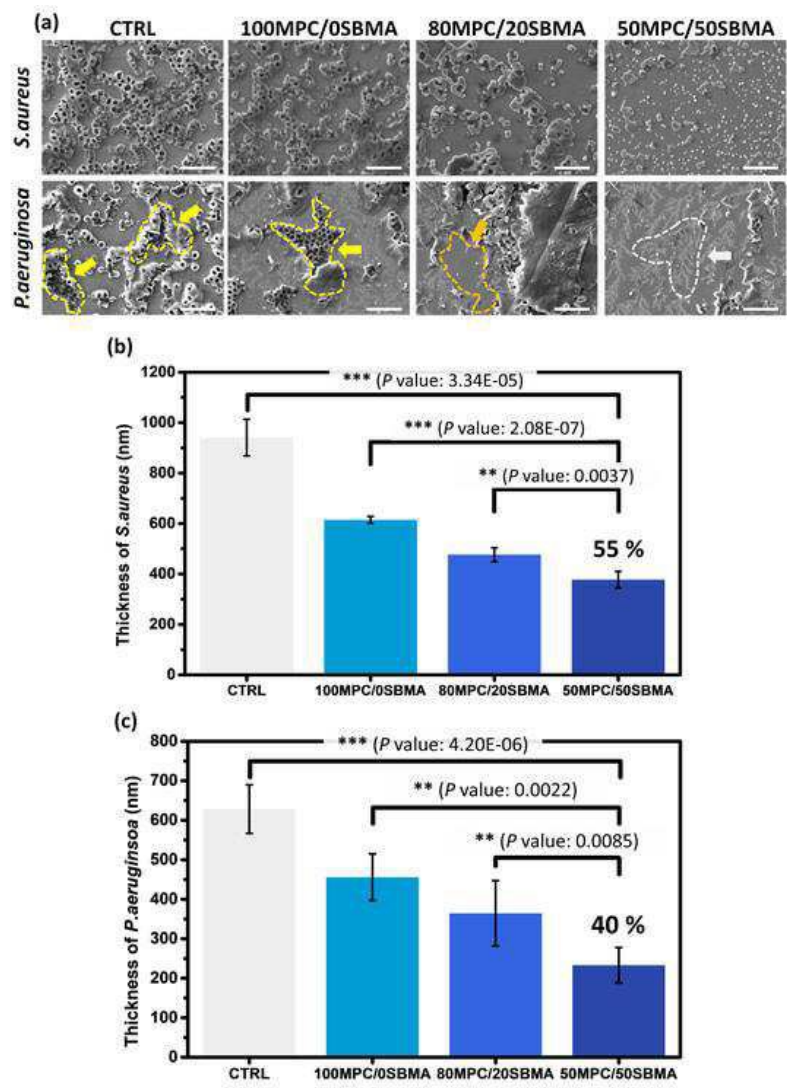 (a)
CTRL 100MPC/0SBMA 80MPC/20SBMA 50MPC/50SBMA
S.aureus
P.aeruginosa
(b)
Thickness of S.aureus (nm)
1200
1000
800
600
400
200
0
*** (P value: 3.34E-05)
*** (P value: 2.08E-07)
** (P value: 0.0037)
55 %
CTRL 100MPC/0SBMA 80MPC/20SBMA 50MPC/50SBMA
(c)
Thickness of P.aeruginsoa (nm)
800
700
600
500
400
300
200
100
0
*** (P value: 4.20E-06)
** (P value: 0.0022)
** (P value: 0.0085)
40 %
CTRL 100MPC/0SBMA 80MPC/20SBMA 50MPC/50SBMA